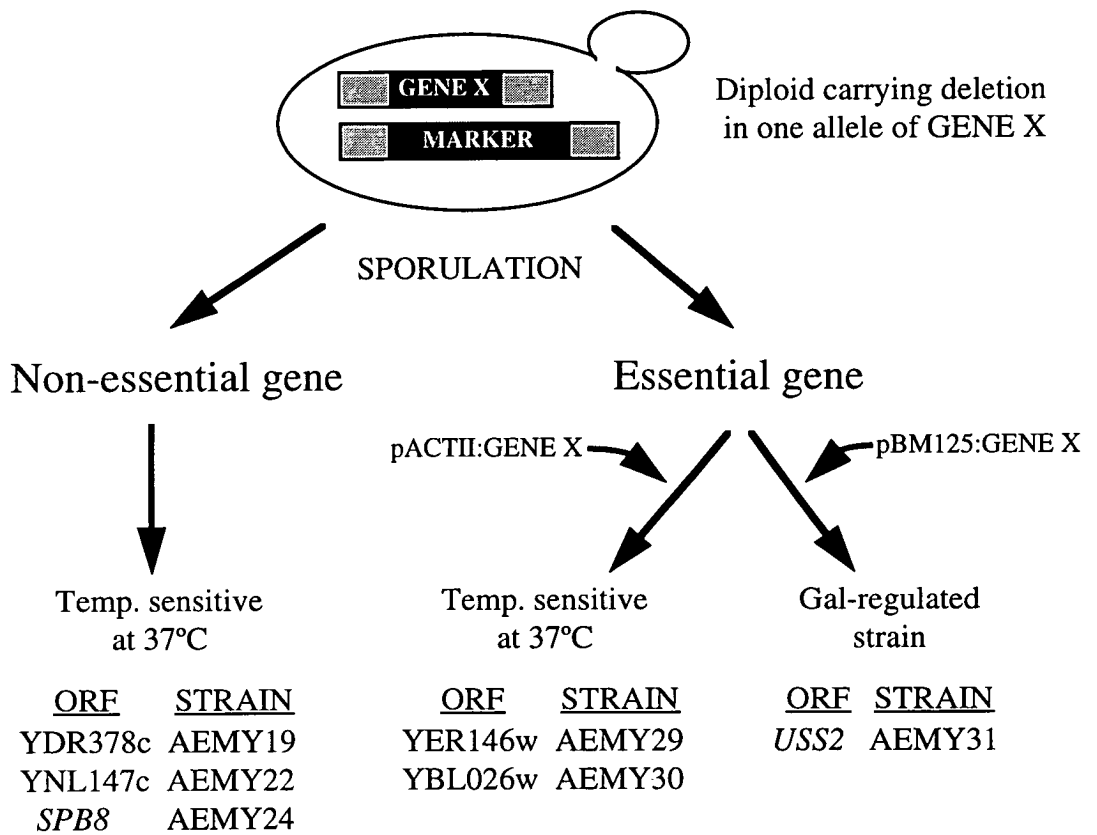 GENE X
MARKER
Diploid carrying deletion
in one allele of GENE X
SPORULATION
Non-essential gene
Essential gene
pACTII:GENE X
pBM125:GENE X
Temp. sensitive
at 37ºC
Temp. sensitive
at 37ºC
Gal-regulated
strain
ORF STRAIN
YDR378c AEMY19
YNL147c AEMY22
SPB8 AEMY24
ORF STRAIN
YER146w AEMY29
YBL026w AEMY30
ORF STRAIN
USS2 AEMY31